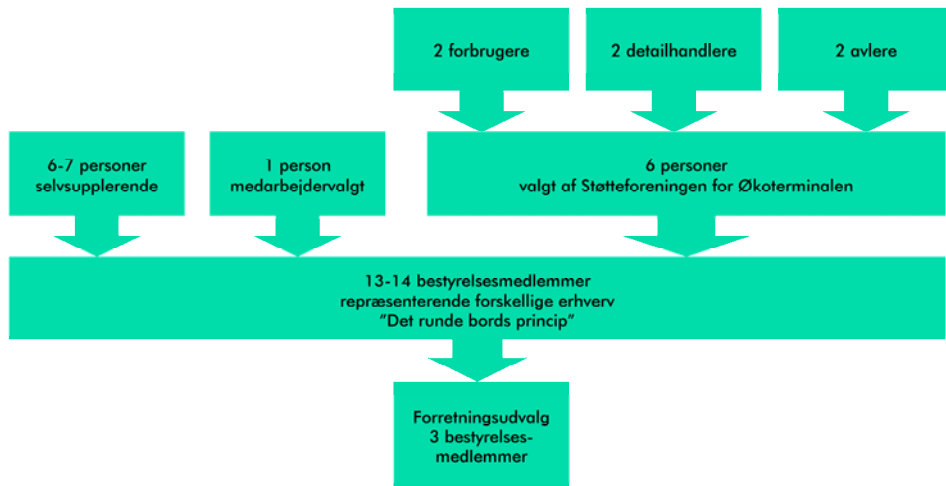 2 forbrugere
2 detailhandlere
2 avlere
6-7 personer
selvsupplerende
1 person
medarbejdervalgt
6 personer
valgt af Støtteforeningen for Økoterminalen
13-14 bestyrelsesmedlemmer
repræsenterende forskellige erhverv
”Det runde bords princip”
Forretningsudvalg
3 bestyrelses-
medlemmer